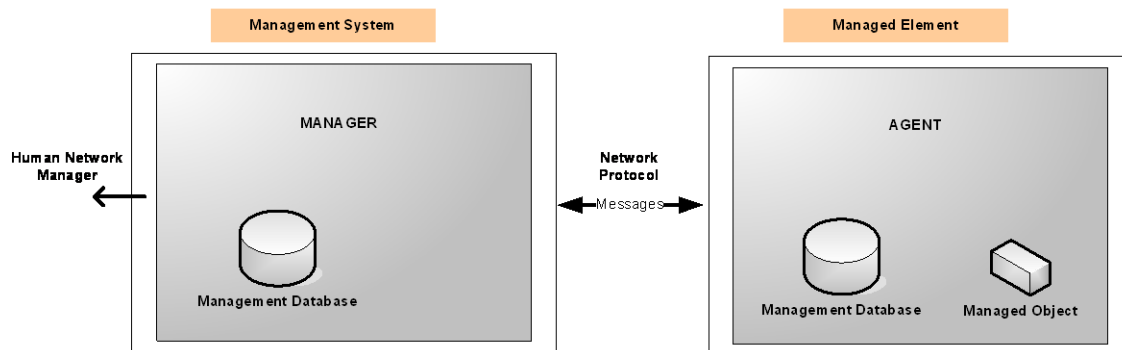 Management System
Managed Element
MANAGER
AGENT
Human Network
Manager
Network
Protocol
Messages
Management Database
Management Database
Managed Object